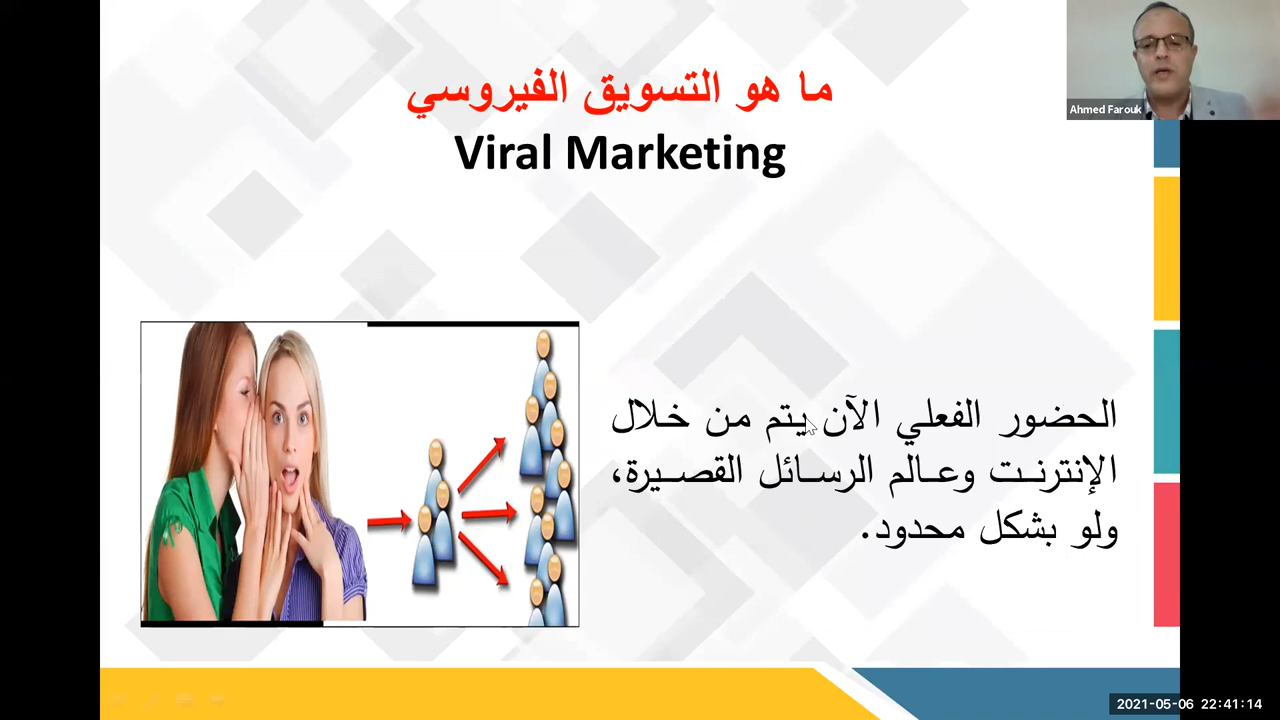 ما هو التسويق الفيروسي
Viral Marketing
Ahmed Farouk
الحضور الفعلي الآن يتم من خلال
الإنترنت وعالم الرسائل القصيرة،
ولو بشكل محدود.
2021-05-06 22:41:14